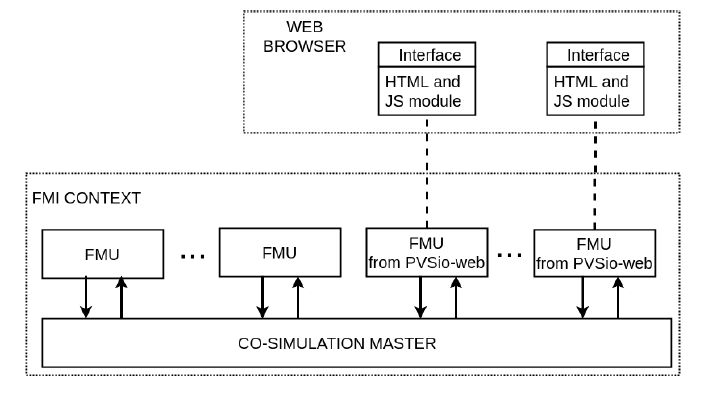 WEB
BROWSER
Interface
HTML and
JS module
Interface
HTML and
JS module
FMI CONTEXT
FMU
...
FMU
FMU
from PVSio-web
...
FMU
from PVSio-web
CO-SIMULATION MASTER